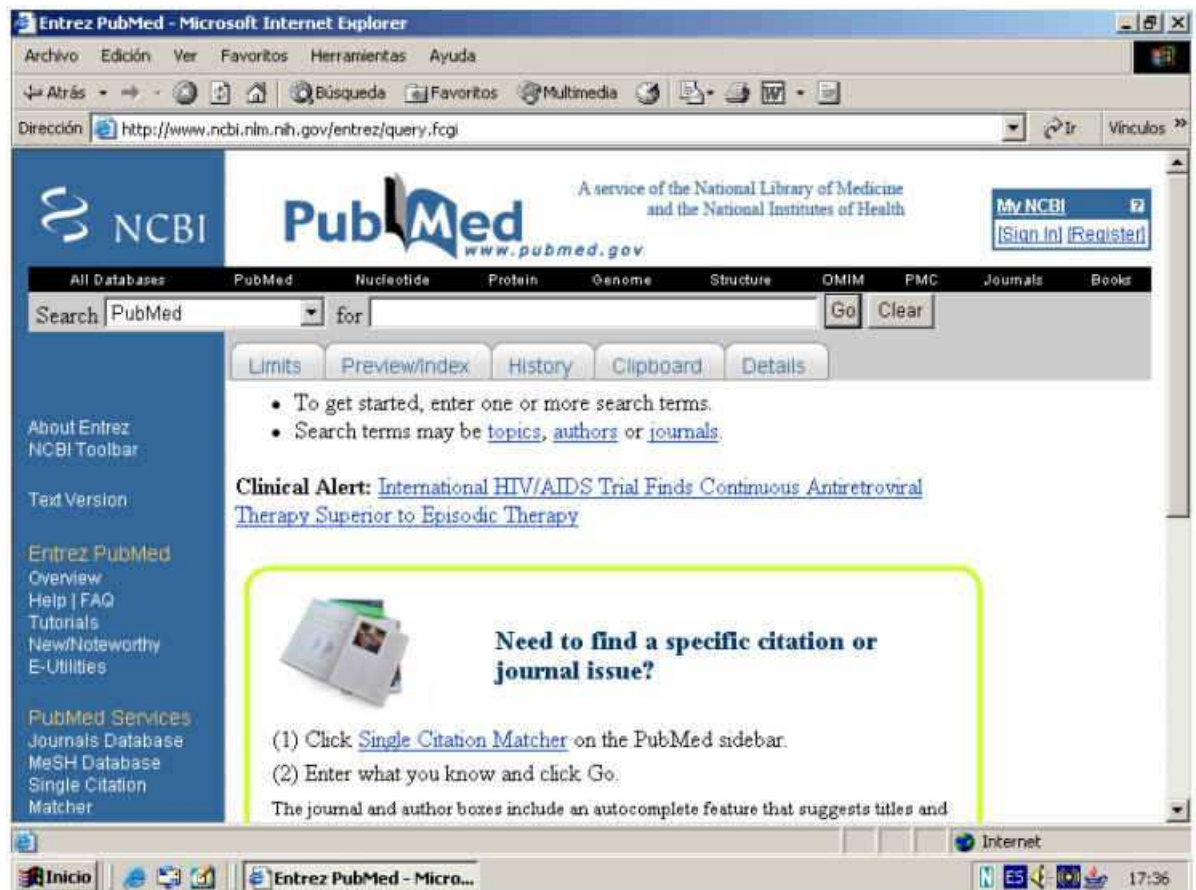 Entrez PubMed - Microsoft Internet Explorer
Archivo Edición Ver Favoritos Herramientas Ayuda
Atrás Búsqueda Favoritos Multimedia
Dirección http://www.ncbi.nlm.nih.gov/entrez/query.fcgi Ir Vínculos »
NCBI
PubMed
www.pubmed.gov
A service of the National Library of Medicine
and the National Institutes of Health
My NCBI ?
[Sign In] [Register]
All Databases PubMed Nucleotide Protein Genome Structure OMIM PMC Journals Books
Search PubMed for Go Clear
Limits Preview/Index History Clipboard Details
About Entrez
NCBI Toolbar
Text Version
Entrez PubMed
Overview
Help | FAQ
Tutorials
New/Noteworthy
E-Utilities
PubMed Services
Journals Database
MeSH Database
Single Citation
Matcher
• To get started, enter one or more search terms.
• Search terms may be topics, authors or journals.
Clinical Alert: International HIV/AIDS Trial Finds Continuous Antiretroviral
Therapy Superior to Episodic Therapy
Need to find a specific citation or
journal issue?
(1) Click Single Citation Matcher on the PubMed sidebar.
(2) Enter what you know and click Go.
The journal and author boxes include an autocomplete feature that suggests titles and
Internet
Inicio Entrez PubMed - Micro... N ES 17:36